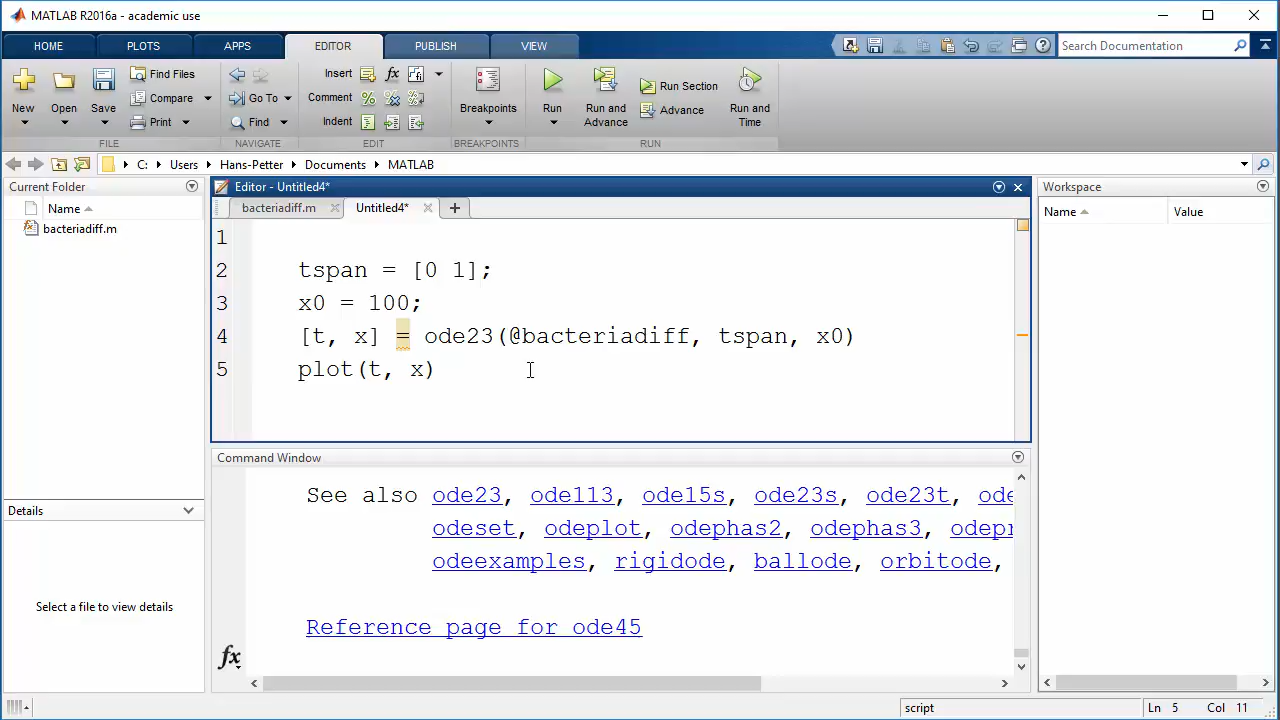 MATLAB R2016a - academic use
HOME PLOTS APPS EDITOR PUBLISH VIEW Search Documentation
New Open Save Find Files Compare Print
FILE
Go To Find
NAVIGATE
Insert fx
Comment %
Indent
EDIT
Breakpoints
BREAKPOINTS
Run Run and Advance Run Section Advance Run and Time
RUN
C: Users Hans-Petter Documents MATLAB
Current Folder
Name
bacteriadiff.m
Details
Select a file to view details
Editor - Untitled4*
bacteriadiff.m Untitled4* +
1
2 tspan = [0 1];
3 x0 = 100;
4 [t, x] = ode23(@bacteriadiff, tspan, x0)
5 plot(t, x)
Command Window
See also ode23, ode113, ode15s, ode23s, ode23t, ode
odeset, odeplot, odephas2, odephas3, odepr
odeexamples, rigidode, ballode, orbitode,
Reference page for ode45
fx
Workspace
Name Value
script Ln 5 Col 11